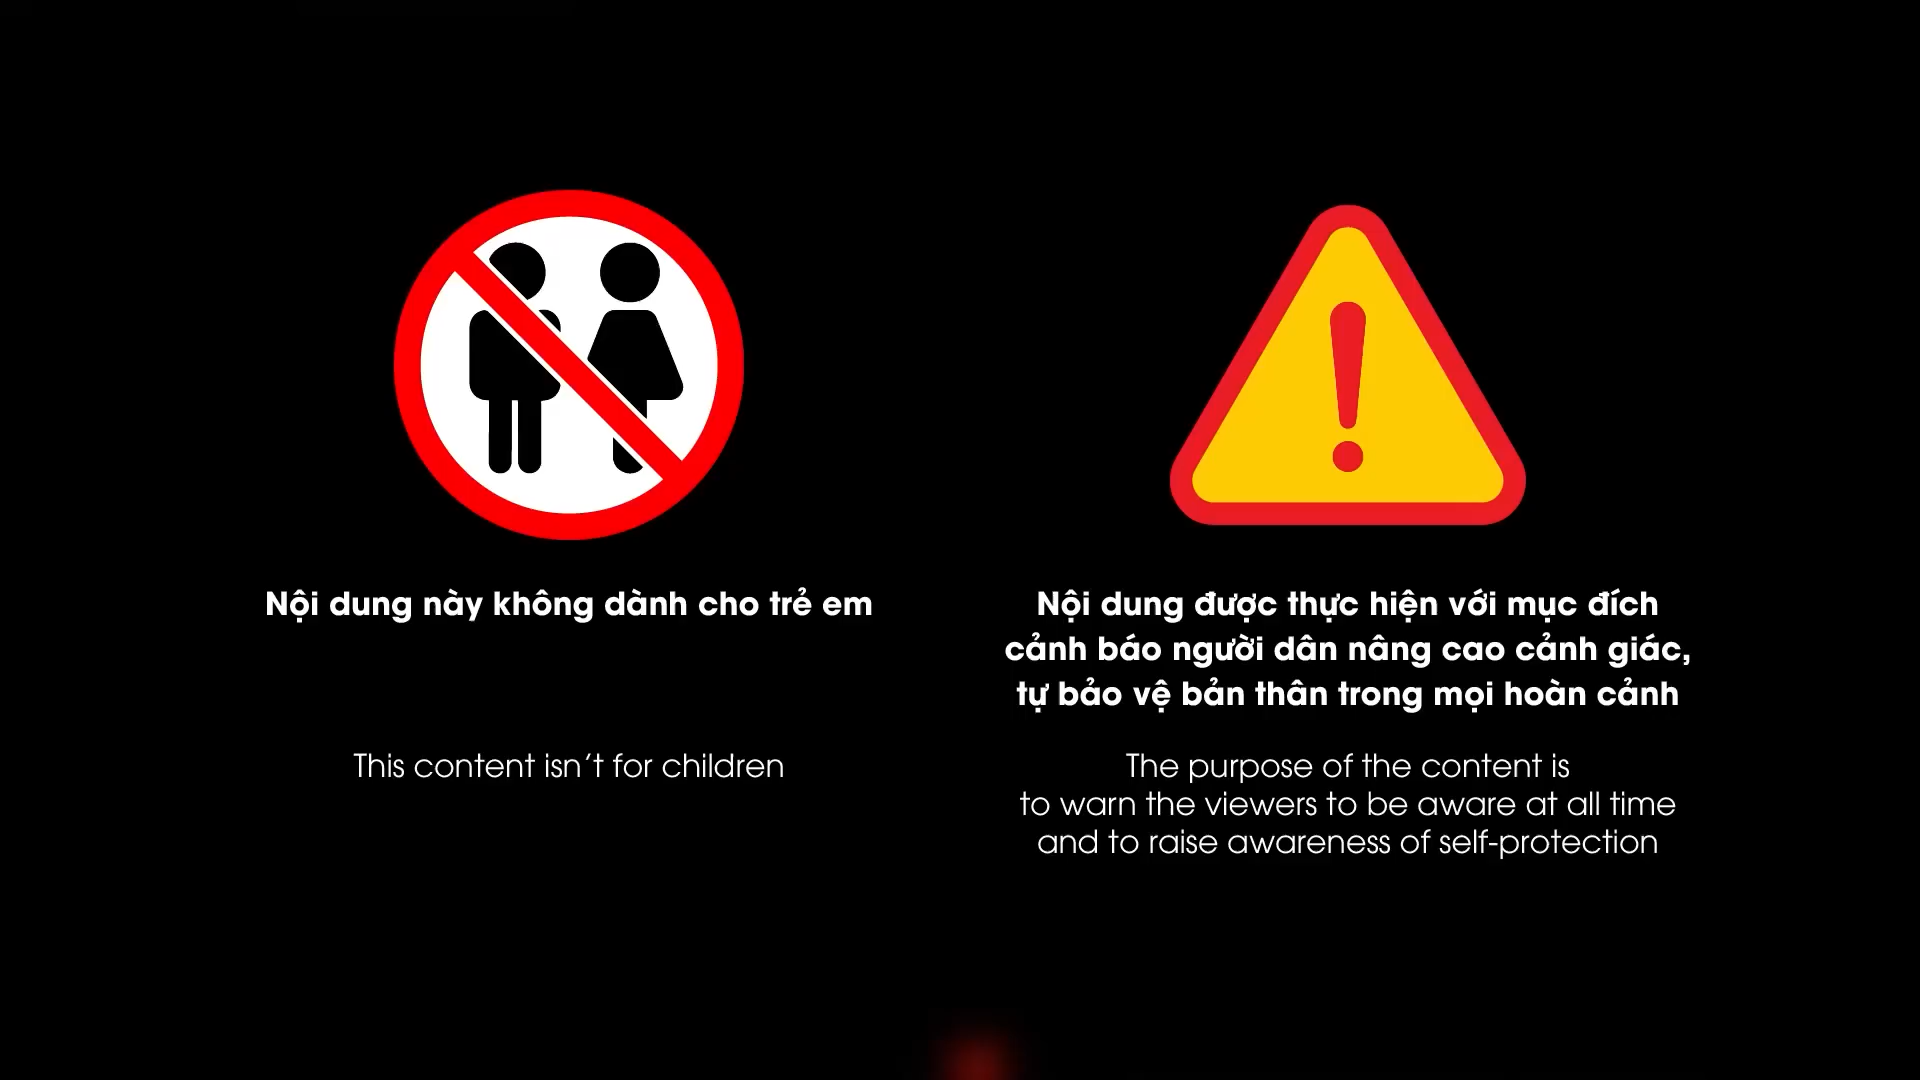 Nội dung này không dành cho trẻ em
This content isn't for children
Nội dung được thực hiện với mục đích
cảnh báo người dân nâng cao cảnh giác,
tự bảo vệ bản thân trong mọi hoàn cảnh
The purpose of the content is
to warn the viewers to be aware at all time
and to raise awareness of self-protection